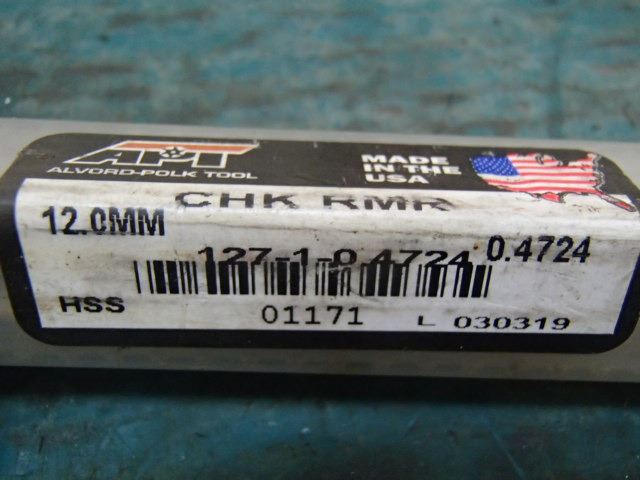 APT
ALVORD-POLK TOOL
MADE
IN THE
USA
CHK RMR
12.0MM
127-1-0.4724
0.4724
HSS
01171
L 030319